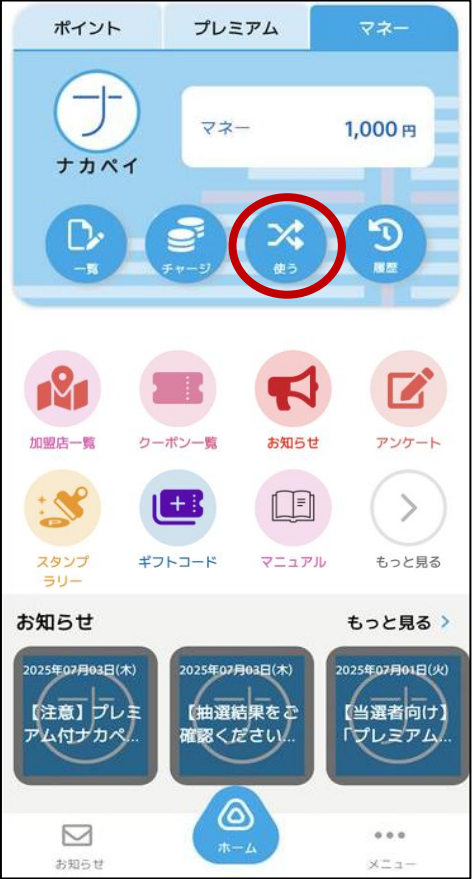 ポイント
プレミアム
マネー
ナ
ナカペイ
マネー
1,000 円
一覧
チャージ
使う
履歴
加盟店一覧
クーポン一覧
お知らせ
アンケート
スタンプ
ラリー
ギフトコード
マニュアル
もっと見る
お知らせ
もっと見る
2025年07月03日(木)
【注意】プレミ
アム付ナカペ...
2025年07月03日(木)
【抽選結果をご
確認ください...
2025年07月01日(火)
【当選者向け】
「プレミアム...
お知らせ
ホーム
メニュー